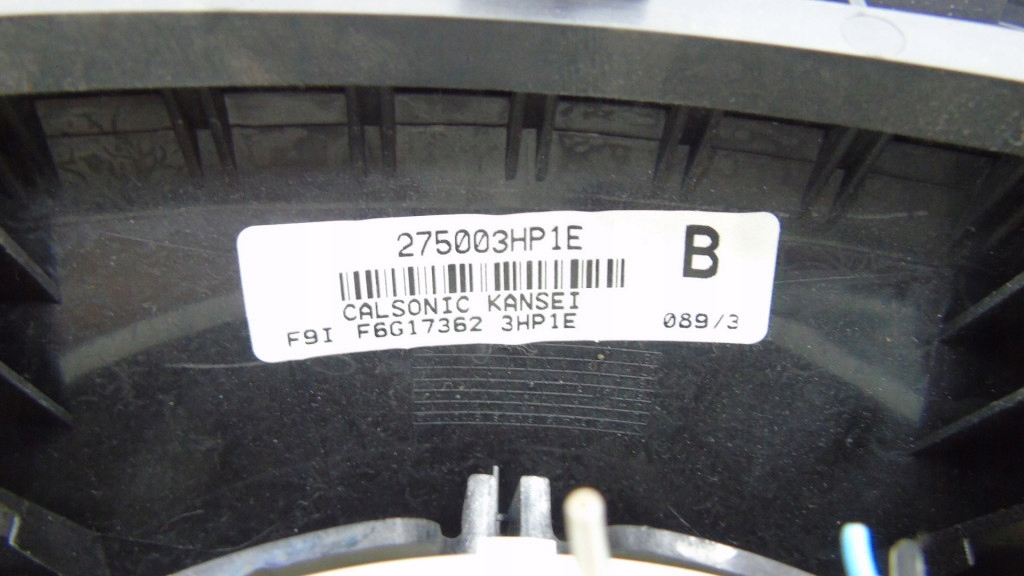 275003HP1E
B
CALSONIC KANSEI
F9I F6G17362 3HP1E
089/3